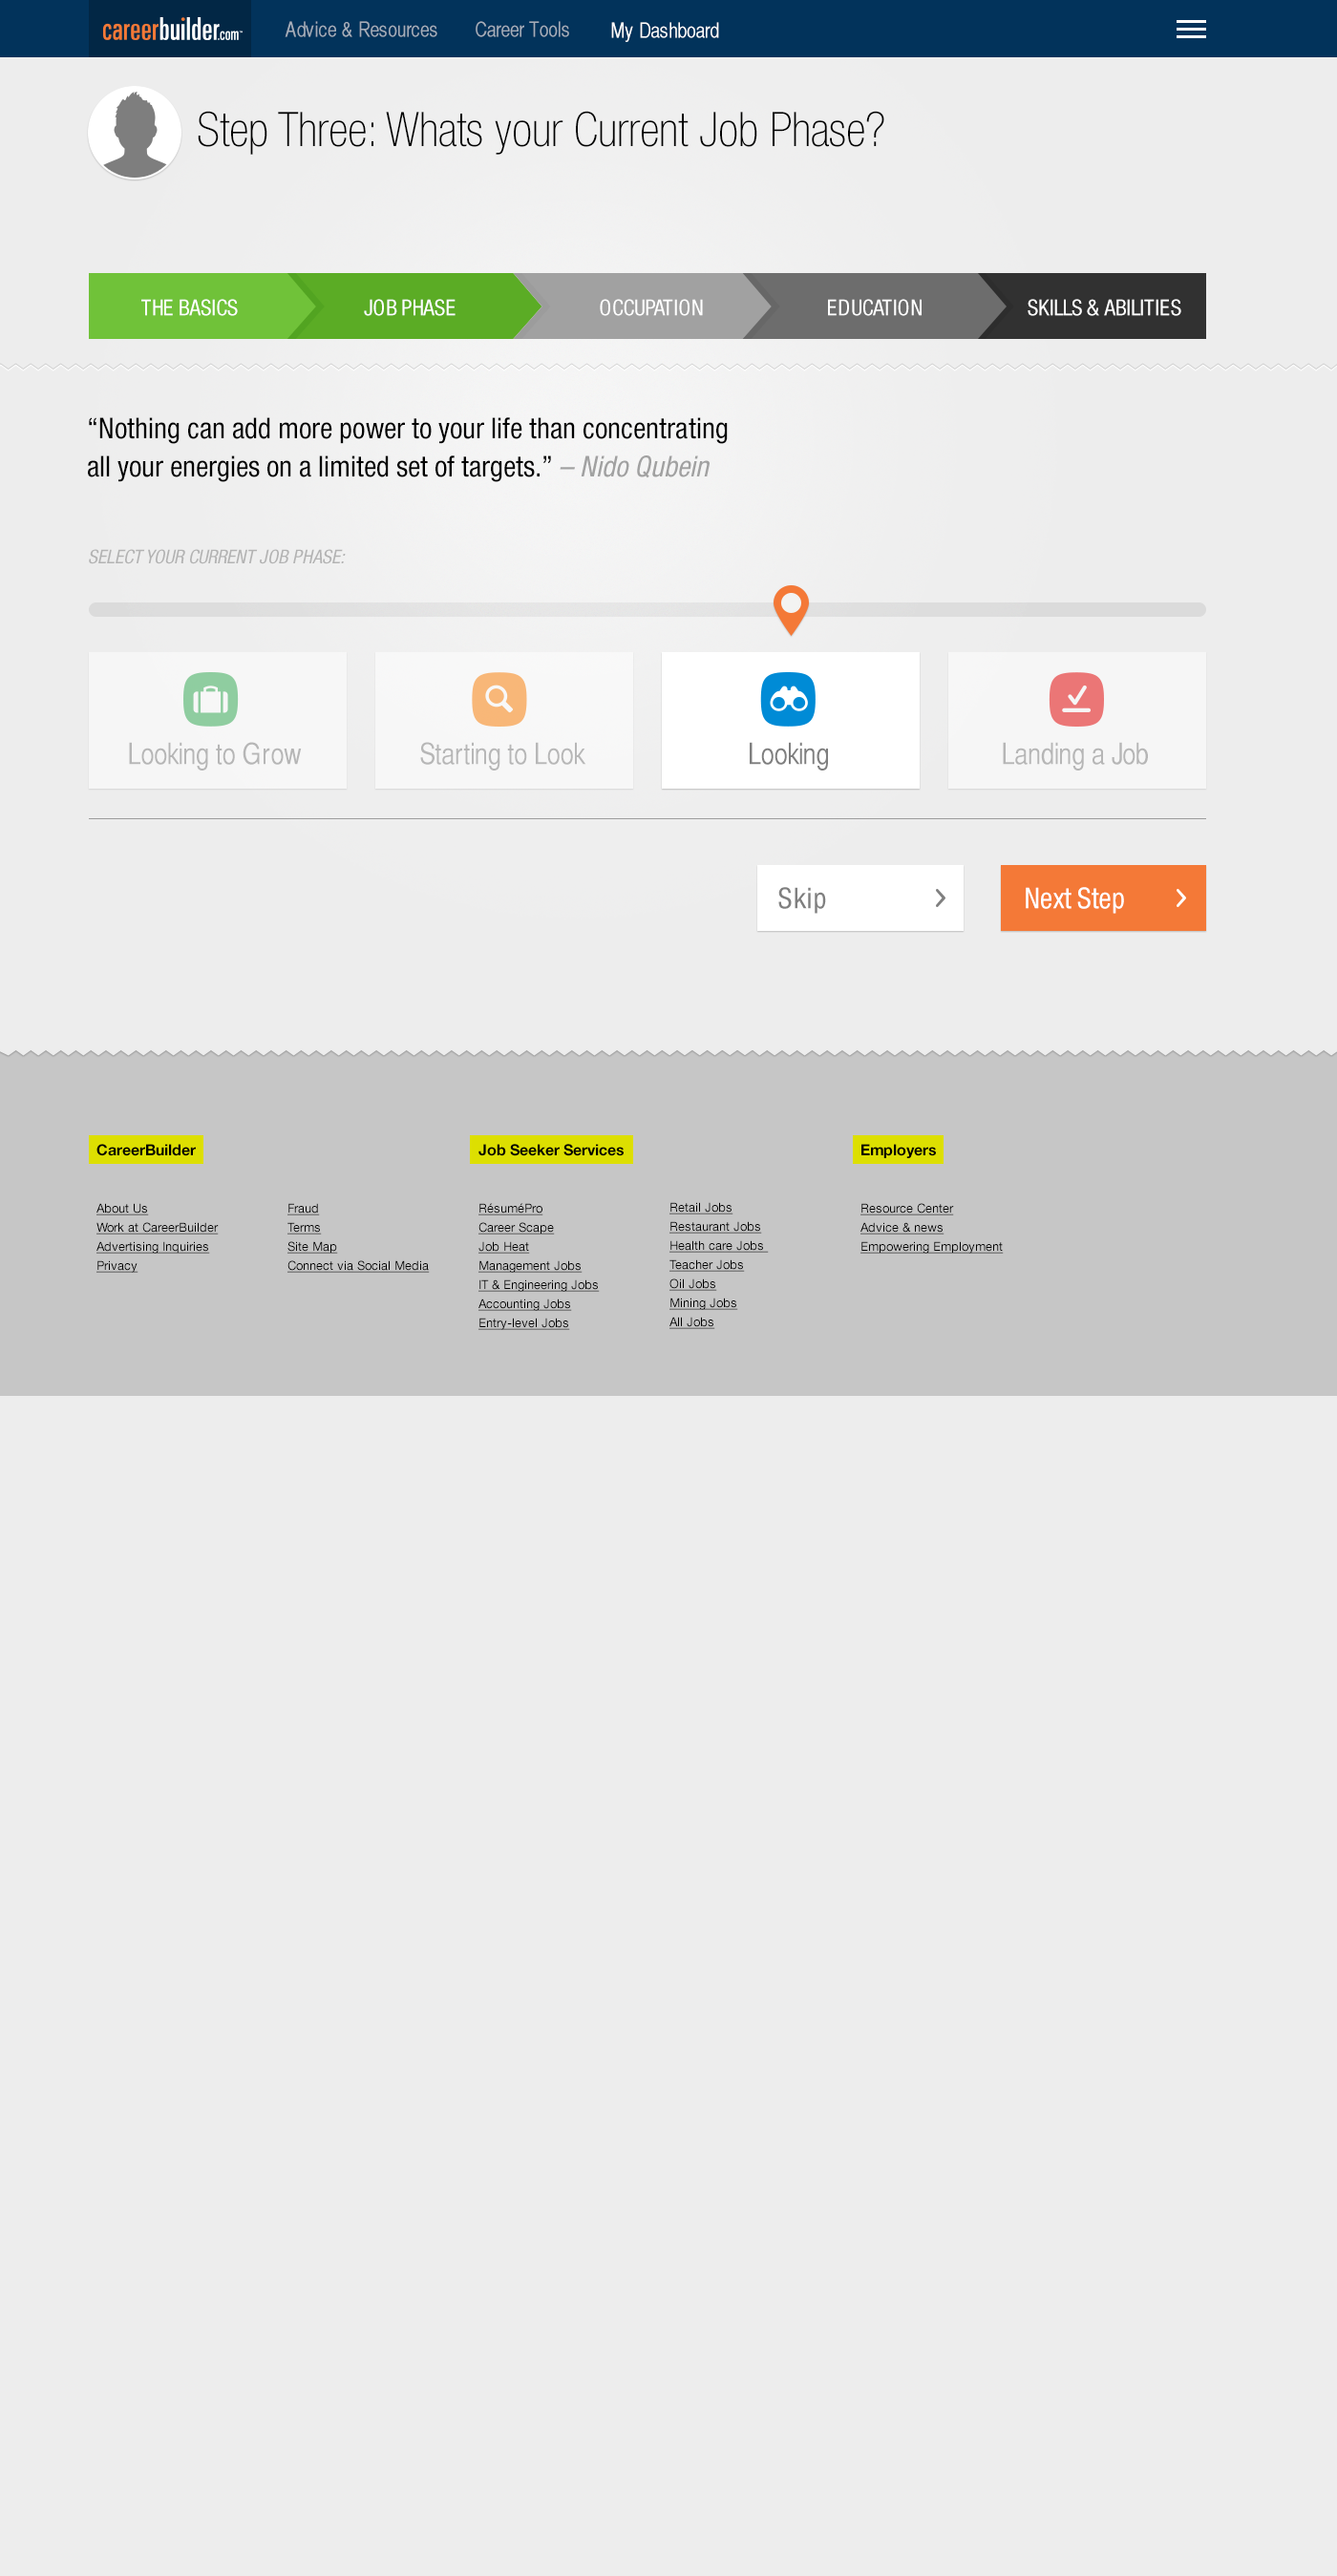 careerbuilder.com
Advice & Resources
Career Tools
My Dashboard
Step Three: Whats your Current Job Phase?
THE BASICS
JOB PHASE
OCCUPATION
EDUCATION
SKILLS & ABILITIES
“Nothing can add more power to your life than concentrating
all your energies on a limited set of targets.” – Nido Qubein
SELECT YOUR CURRENT JOB PHASE:
Looking to Grow
Starting to Look
Looking
Landing a Job
Skip
Next Step
CareerBuilder
About Us
Work at CareerBuilder
Advertising Inquiries
Privacy
Fraud
Terms
Site Map
Connect via Social Media
Job Seeker Services
RésuméPro
Career Scape
Job Heat
Management Jobs
IT & Engineering Jobs
Accounting Jobs
Entry-level Jobs
Retail Jobs
Restaurant Jobs
Health care Jobs
Teacher Jobs
Oil Jobs
Mining Jobs
All Jobs
Employers
Resource Center
Advice & news
Empowering Employment